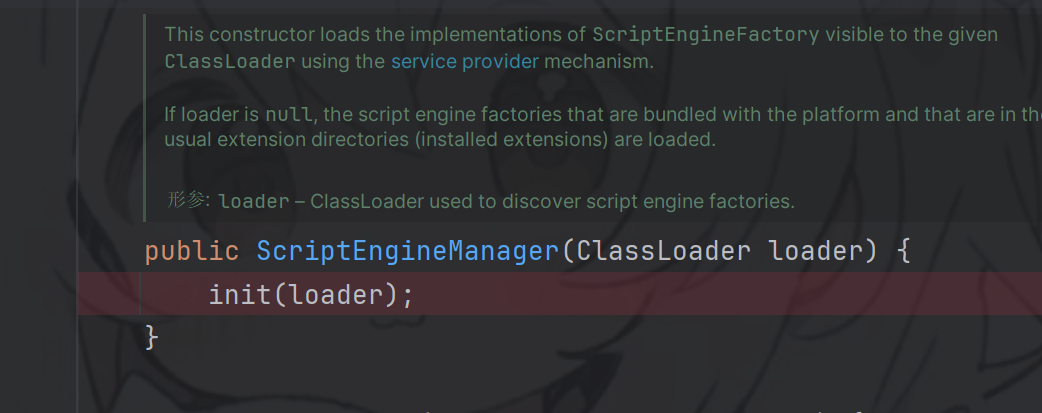 This constructor loads the implementations of ScriptEngineFactory visible to the given
ClassLoader using the service provider mechanism.
If loader is null, the script engine factories that are bundled with the platform and that are in the
usual extension directories (installed extensions) are loaded.
形参: loader – ClassLoader used to discover script engine factories.
public ScriptEngineManager(ClassLoader loader) {
init(loader);
}